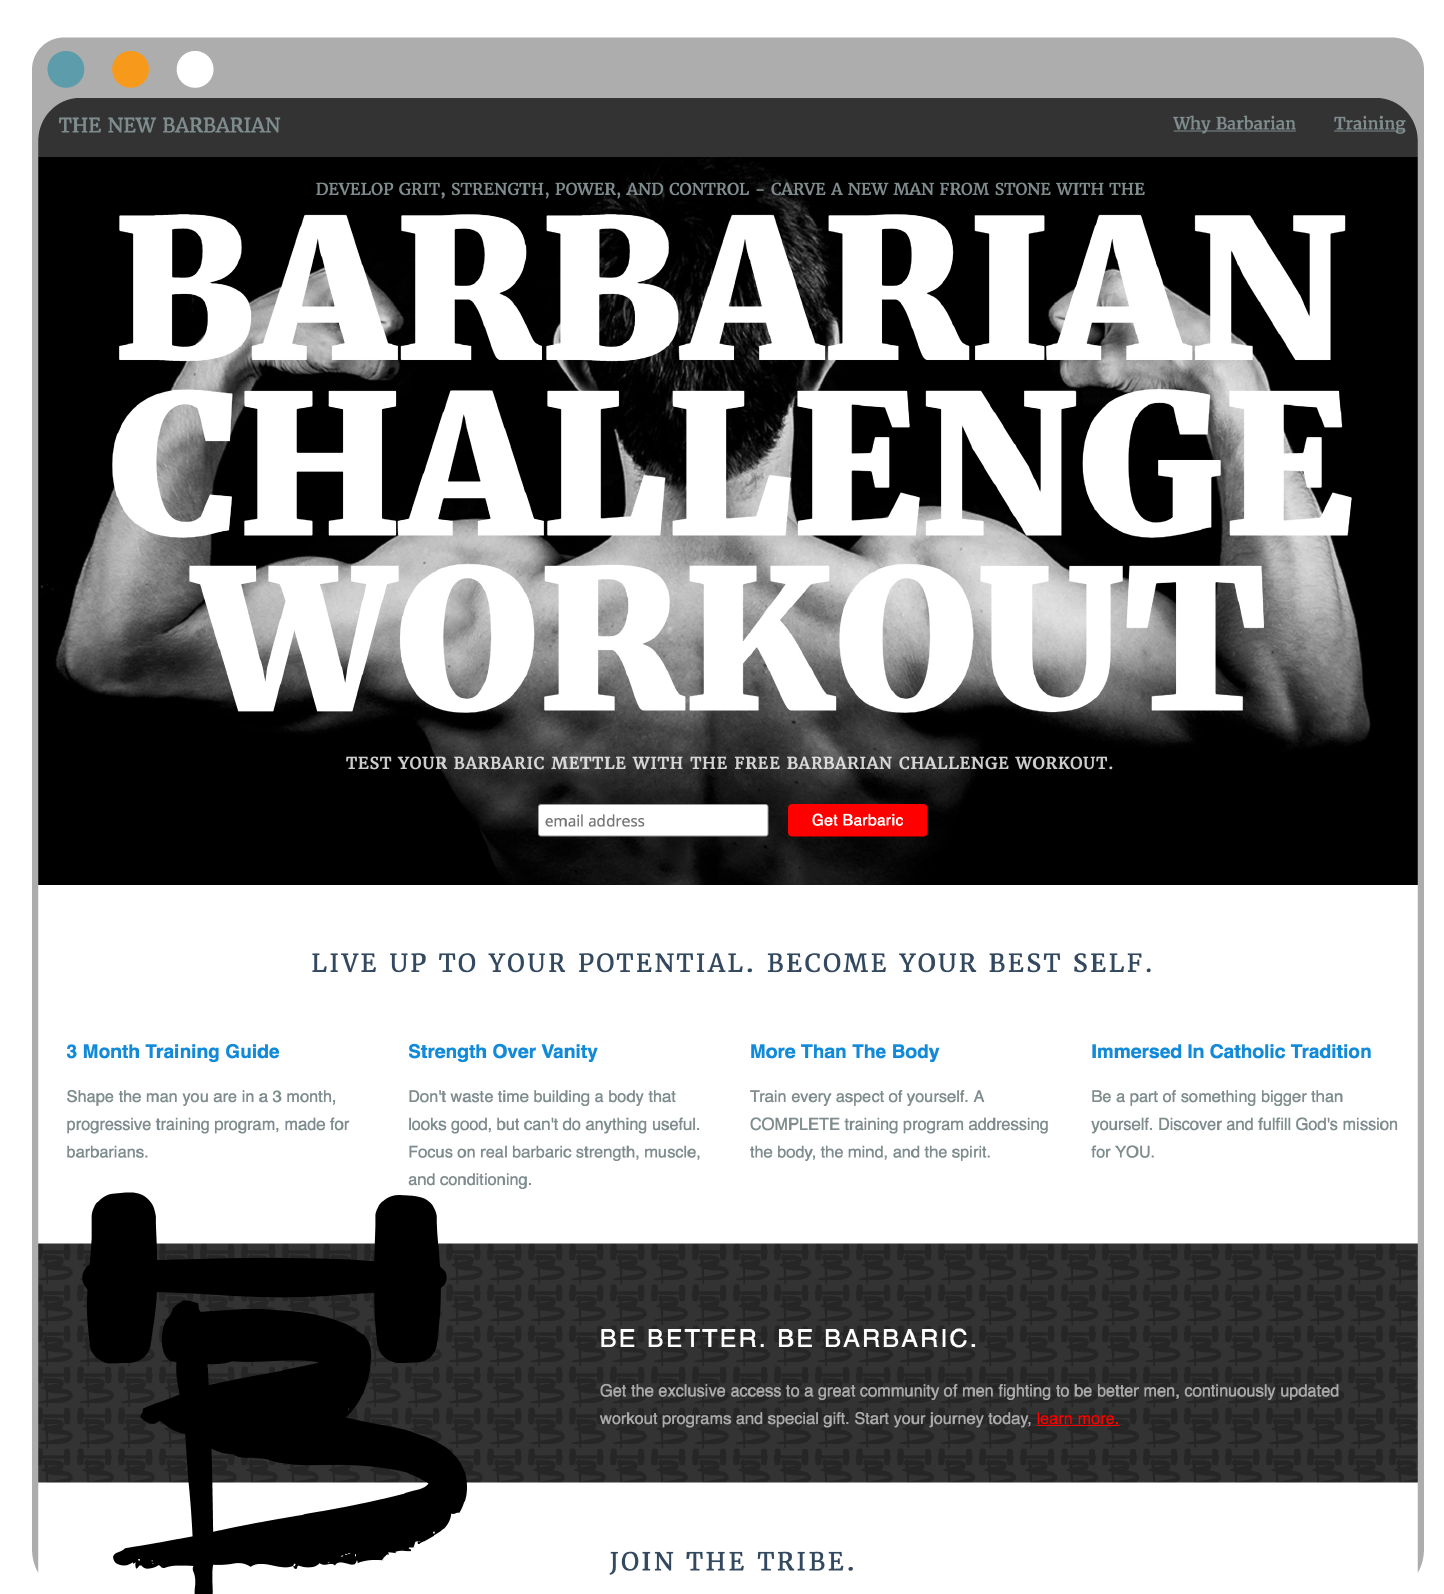 THE NEW BARBARIAN
Why Barbarian
Training
DEVELOP GRIT, STRENGTH, POWER, AND CONTROL – CARVE A NEW MAN FROM STONE WITH THE
BARBARIAN
CHALLENGE
WORKOUT
TEST YOUR BARBARIC METTLE WITH THE FREE BARBARIAN CHALLENGE WORKOUT.
email address
Get Barbaric
LIVE UP TO YOUR POTENTIAL. BECOME YOUR BEST SELF.
3 Month Training Guide
Shape the man you are in a 3 month,
progressive training program, made for
barbarians.
Strength Over Vanity
Don't waste time building a body that
looks good, but can't do anything useful.
Focus on real barbaric strength, muscle,
and conditioning.
More Than The Body
Train every aspect of yourself. A
COMPLETE training program addressing
the body, the mind, and the spirit.
Immersed In Catholic Tradition
Be a part of something bigger than
yourself. Discover and fulfill God's mission
for YOU.
BE BETTER. BE BARBARIC.
Get the exclusive access to a great community of men fighting to be better men, continuously updated
workout programs and special gift. Start your journey today, learn more.
JOIN THE TRIBE.